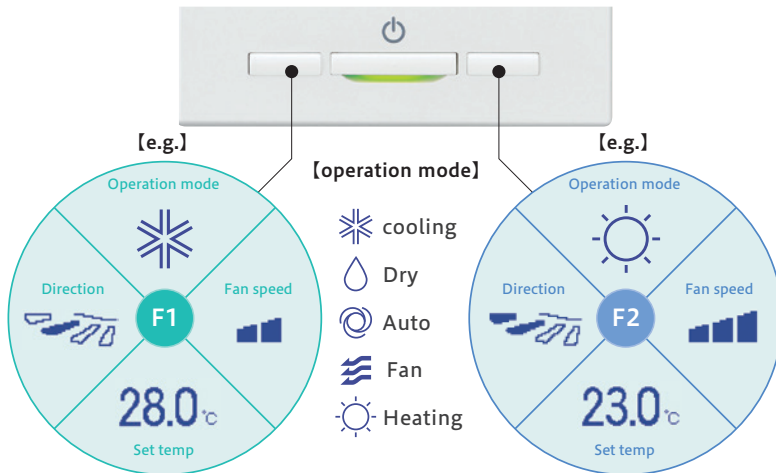 【e.g.】
【e.g.】
【operation mode】
Operation mode
Direction
Fan speed
F1
28.0°C
Set temp
cooling
Dry
Auto
Fan
Heating
Operation mode
Direction
Fan speed
F2
23.0°C
Set temp